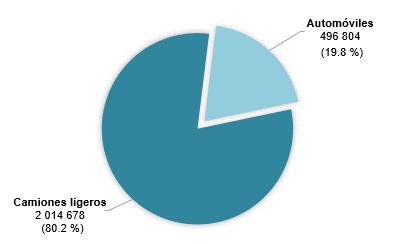 Automóviles
496 804
(19.8 %)
Camiones ligeros
2 014 678
(80.2 %)